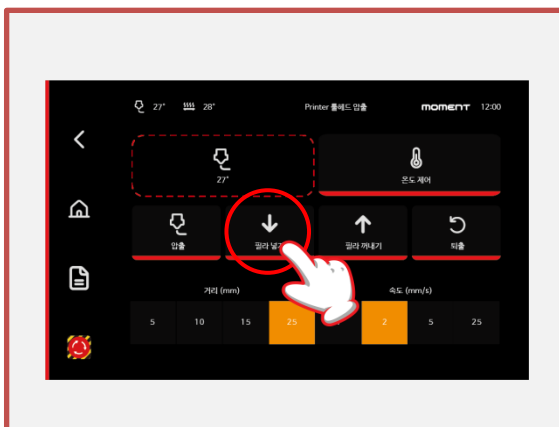 27° 28° Printer 툴헤드 압출 moment 12:00
27° 온도 제어
압출 필라 넣기 필라 꺼내기 퇴출
거리 (mm) 속도 (mm/s)
5 10 15 25 2 5 25